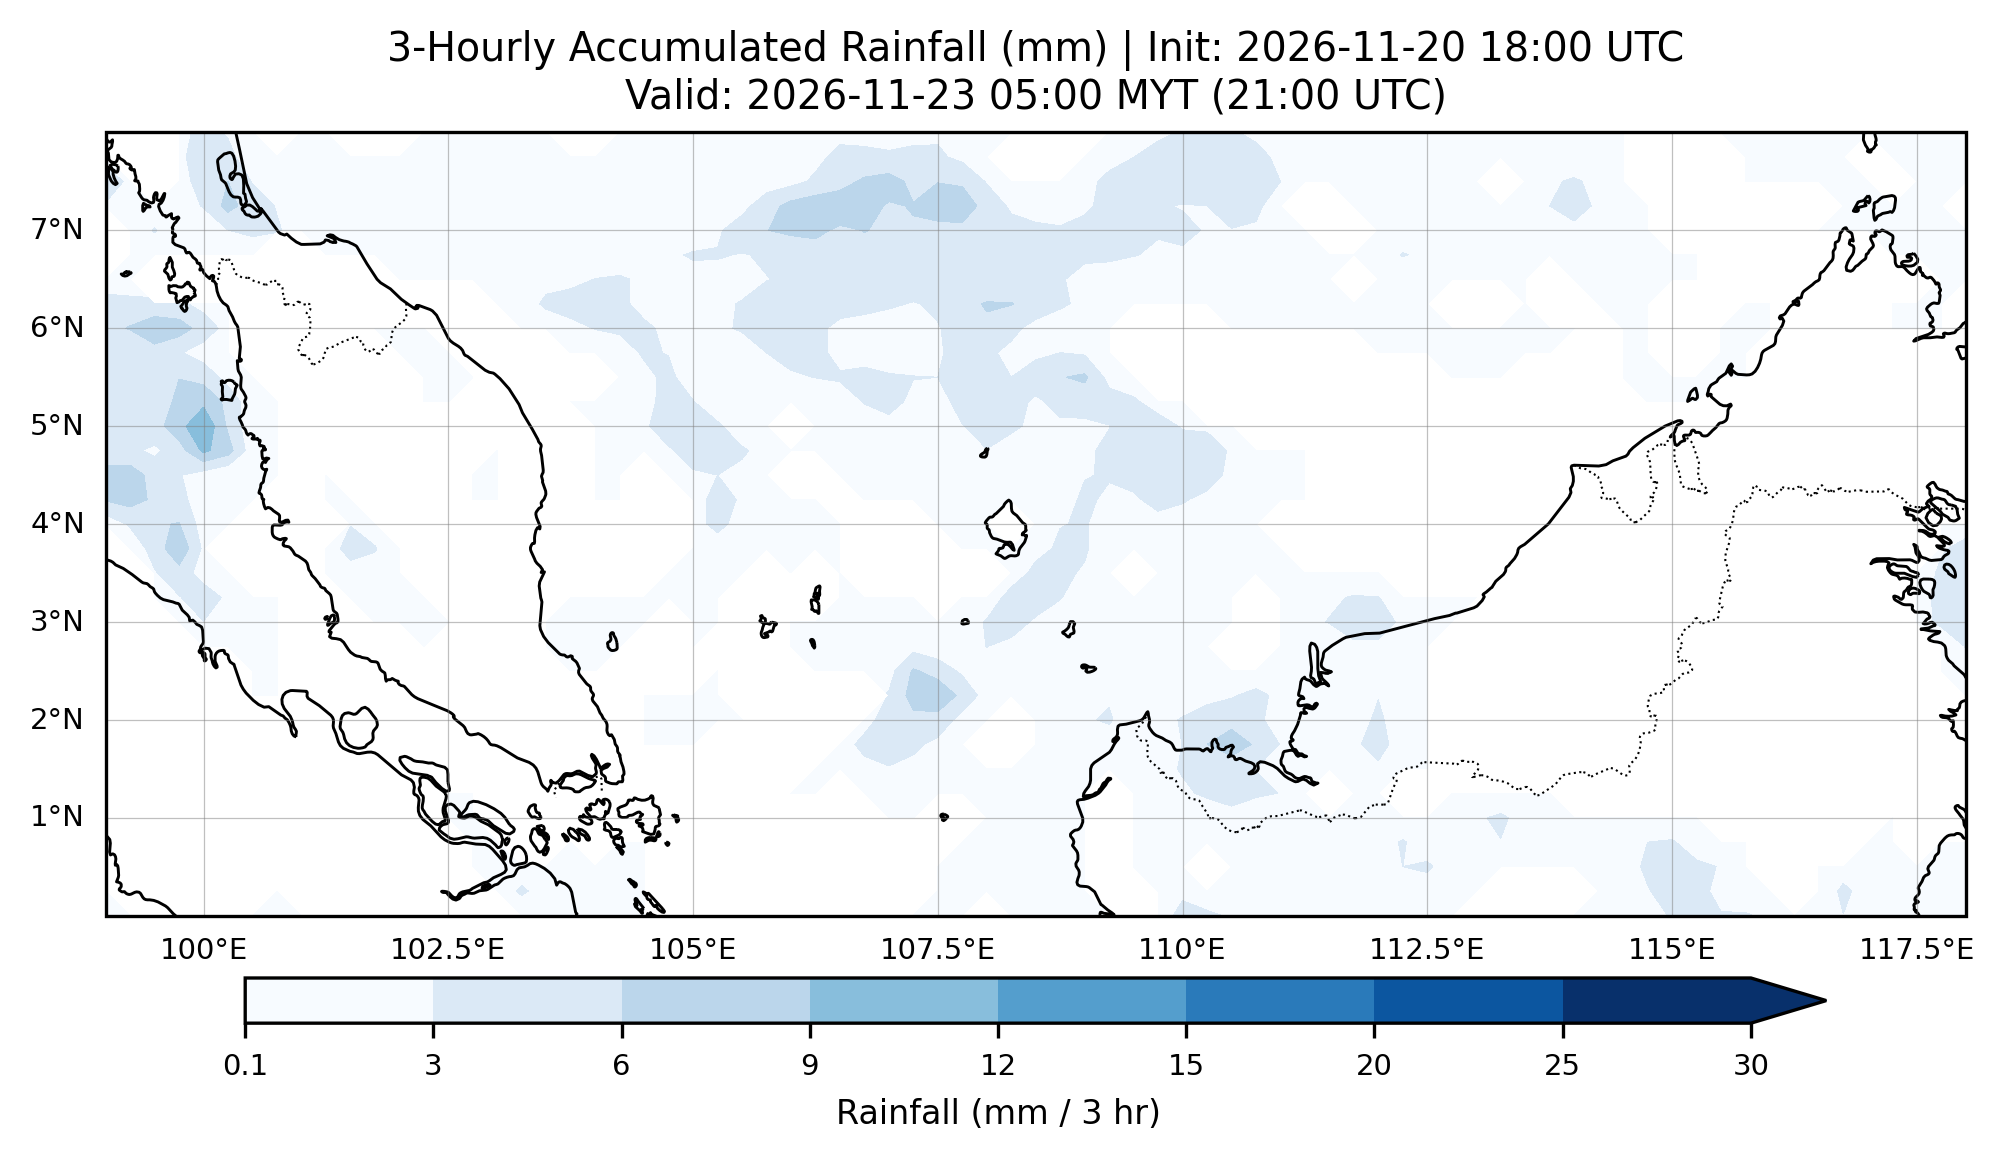 3-Hourly Accumulated Rainfall (mm) | Init: 2026-11-20 18:00 UTC
Valid: 2026-11-23 05:00 MYT (21:00 UTC)
7°N
6°N
5°N
4°N
3°N
2°N
1°N
100°E 102.5°E 105°E 107.5°E 110°E 112.5°E 115°E 117.5°E
0.1 3 6 9 12 15 20 25 30
Rainfall (mm / 3 hr)